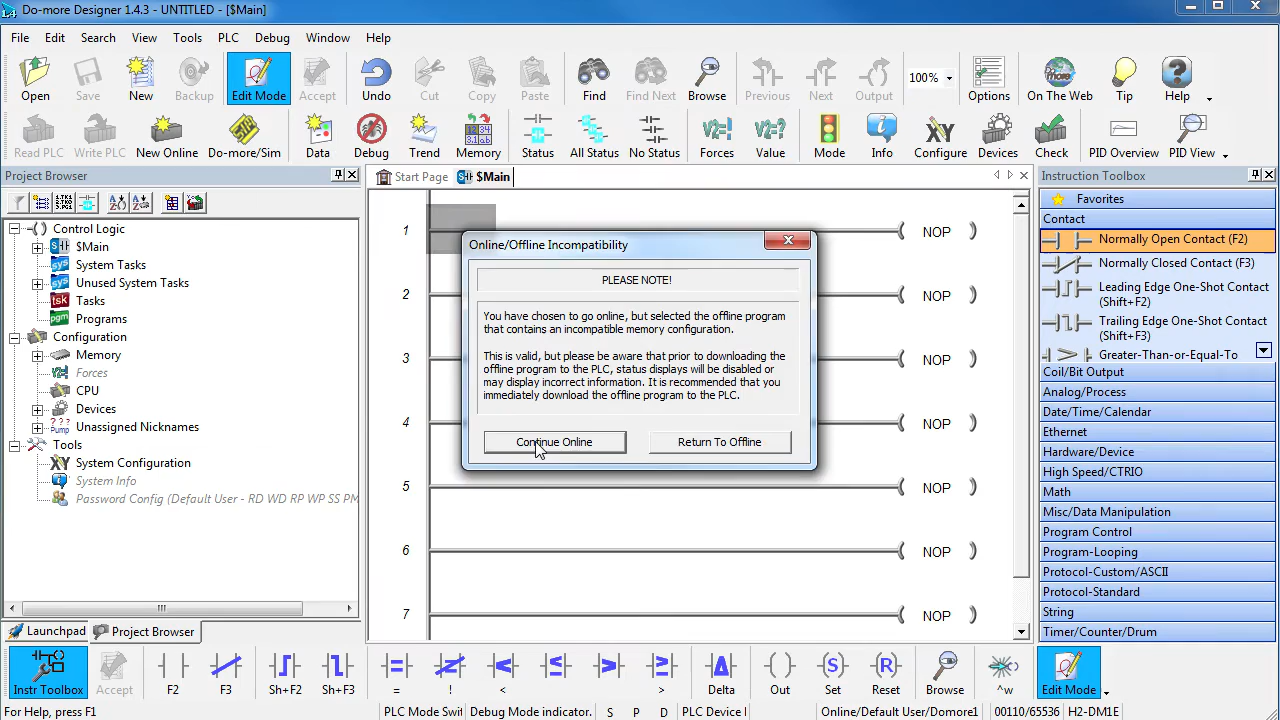 Do-more Designer 1.4.3 - UNTITLED - [$Main]
File Edit Search View Tools PLC Debug Window Help
Open Save New Backup Edit Mode Accept Undo Cut Copy Paste Find Find Next Browse Previous Next Output 100% Options On The Web Tip Help
Read PLC Write PLC New Online Do-more/Sim Data Debug Trend Memory Status All Status No Status Forces Value Mode Info Configure Devices Check PID Overview PID View
Project Browser
Start Page $Main
Instruction Toolbox
Control Logic
$Main
System Tasks
Unused System Tasks
Tasks
Programs
Configuration
Memory
Forces
CPU
Devices
Unassigned Nicknames
Tools
System Configuration
System Info
Password Config (Default User - RD WD RP WP SS PM
Launchpad Project Browser
1 NOP
2 NOP
3 NOP
4 NOP
5 NOP
6 NOP
7 NOP
Online/Offline Incompatibility
PLEASE NOTE!
You have chosen to go online, but selected the offline program
that contains an incompatible memory configuration.
This is valid, but please be aware that prior to downloading the
offline program to the PLC, status displays will be disabled or
may display incorrect information. It is recommended that you
immediately download the offline program to the PLC.
Continue Online Return To Offline
Favorites
Contact
Normally Open Contact (F2)
Normally Closed Contact (F3)
Leading Edge One-Shot Contact
(Shift+F2)
Trailing Edge One-Shot Contact
(Shift+F3)
Greater-Than-or-Equal-To
Coil/Bit Output
Analog/Process
Date/Time/Calendar
Ethernet
Hardware/Device
High Speed/CTRIO
Math
Misc/Data Manipulation
Program Control
Program-Looping
Protocol-Custom/ASCII
Protocol-Standard
String
Timer/Counter/Drum
Instr Toolbox Accept F2 F3 Sh+F2 Sh+F3 = ! < > Delta Out Set Reset Browse ^w Edit Mode
For Help, press F1 PLC Mode Swit Debug Mode indicator. S P D PLC Device I Online/Default User/Domore1 00110/65536 H2-DM1E